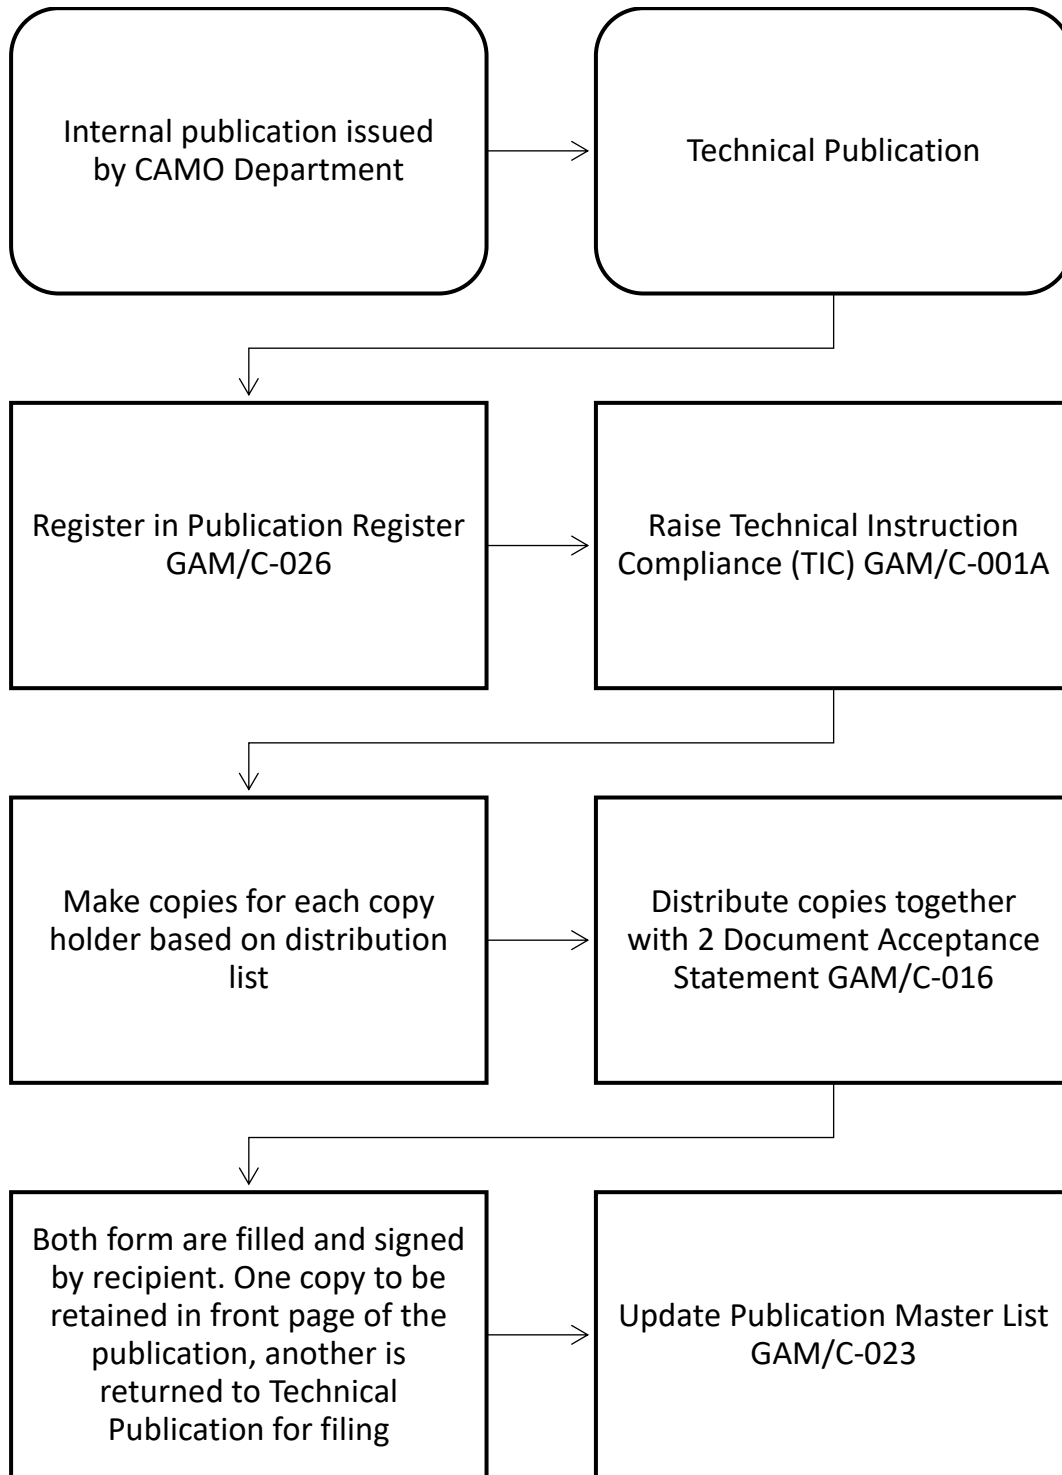 Internal publication issued
by CAMO Department
Technical Publication
Register in Publication Register
GAM/C-026
Raise Technical Instruction
Compliance (TIC) GAM/C-001A
Make copies for each copy
holder based on distribution
list
Distribute copies together
with 2 Document Acceptance
Statement GAM/C-016
Both form are filled and signed
by recipient. One copy to be
retained in front page of the
publication, another is
returned to Technical
Publication for filing
Update Publication Master List
GAM/C-023